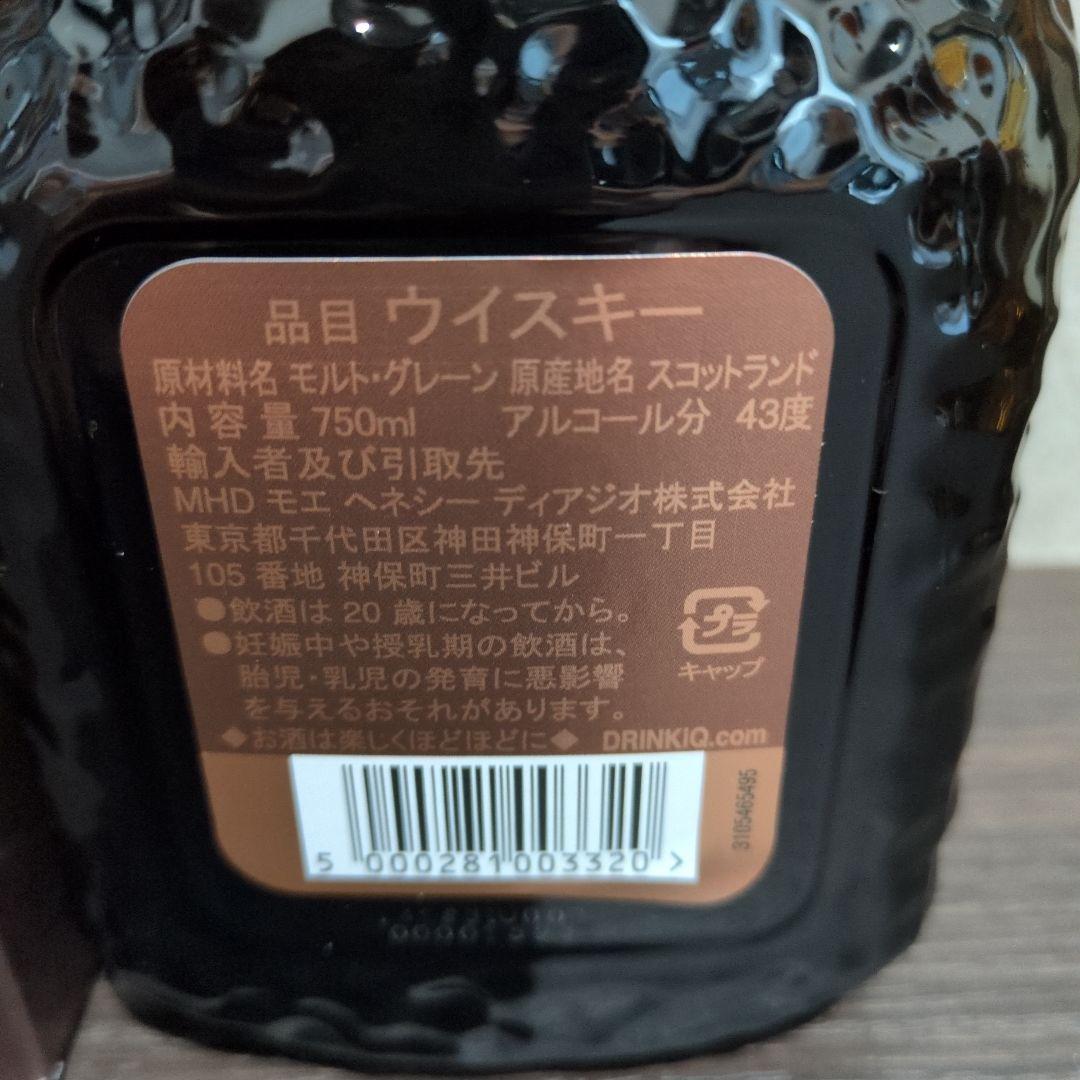 品目 ウイスキー
原材料名 モルト・グレーン 原産地名 スコットランド
内容量 750ml アルコール分 43度
輸入者及び引取先
MHD モエ ヘネシー ディアジオ株式会社
東京都千代田区神田神保町一丁目
105 番地 神保町三井ビル
●飲酒は 20 歳になってから。
●妊娠中や授乳期の飲酒は、
胎児・乳児の発育に悪影響
を与えるおそれがあります。
プラ
キャップ
◆お酒は楽しくほどほどに◆ DRINKiQ.com
5 000281 003320 >
3105465495